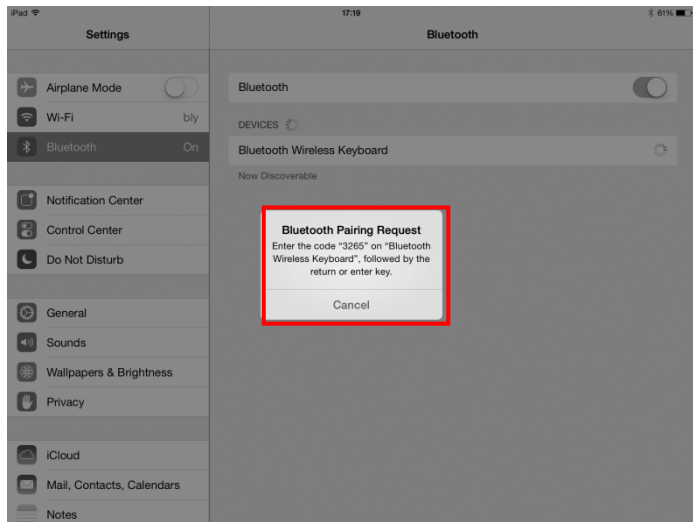 iPad 17:19 61%
Settings
Bluetooth
Airplane Mode
Wi-Fi bly
Bluetooth On
Notification Center
Control Center
Do Not Disturb
General
Sounds
Wallpapers & Brightness
Privacy
iCloud
Mail, Contacts, Calendars
Notes
Bluetooth
DEVICES
Bluetooth Wireless Keyboard
Now Discoverable
Bluetooth Pairing Request
Enter the code "3265" on "Bluetooth
Wireless Keyboard", followed by the
return or enter key.
Cancel